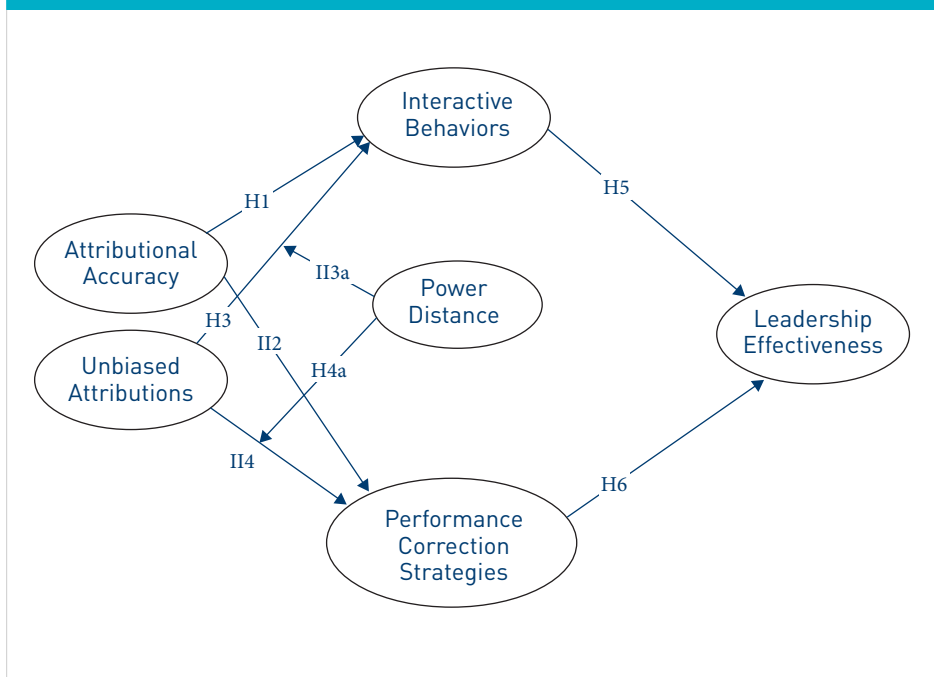 Interactive
Behaviors
H5
H1
Attributional
Accuracy
II3a
Power
Distance
H3
II2
Leadership
Effectiveness
Unbiased
Attributions
H4a
II4
H6
Performance
Correction
Strategies